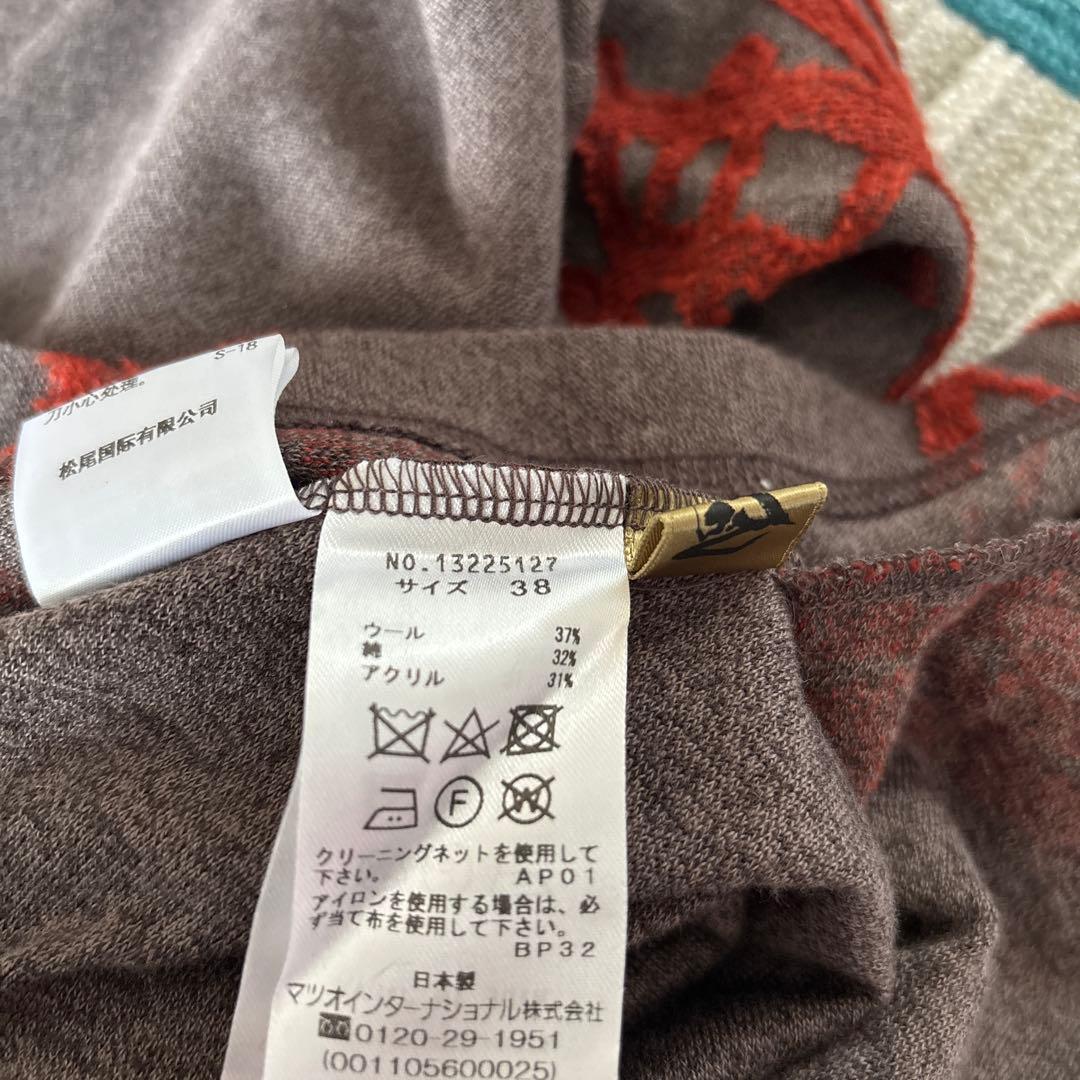 S-18
力小心处理。
松尾国际有限公司
NO.13225127
サイズ 38
ウール 37%
綿 32%
アクリル 31%
F
W
クリーニングネットを使用して
下さい。 AP01
アイロンを使用する場合は、必
ず当て布を使用して下さい。
BP32
日本製
マツオインターナショナル株式会社
0120-29-1951
(001105600025)